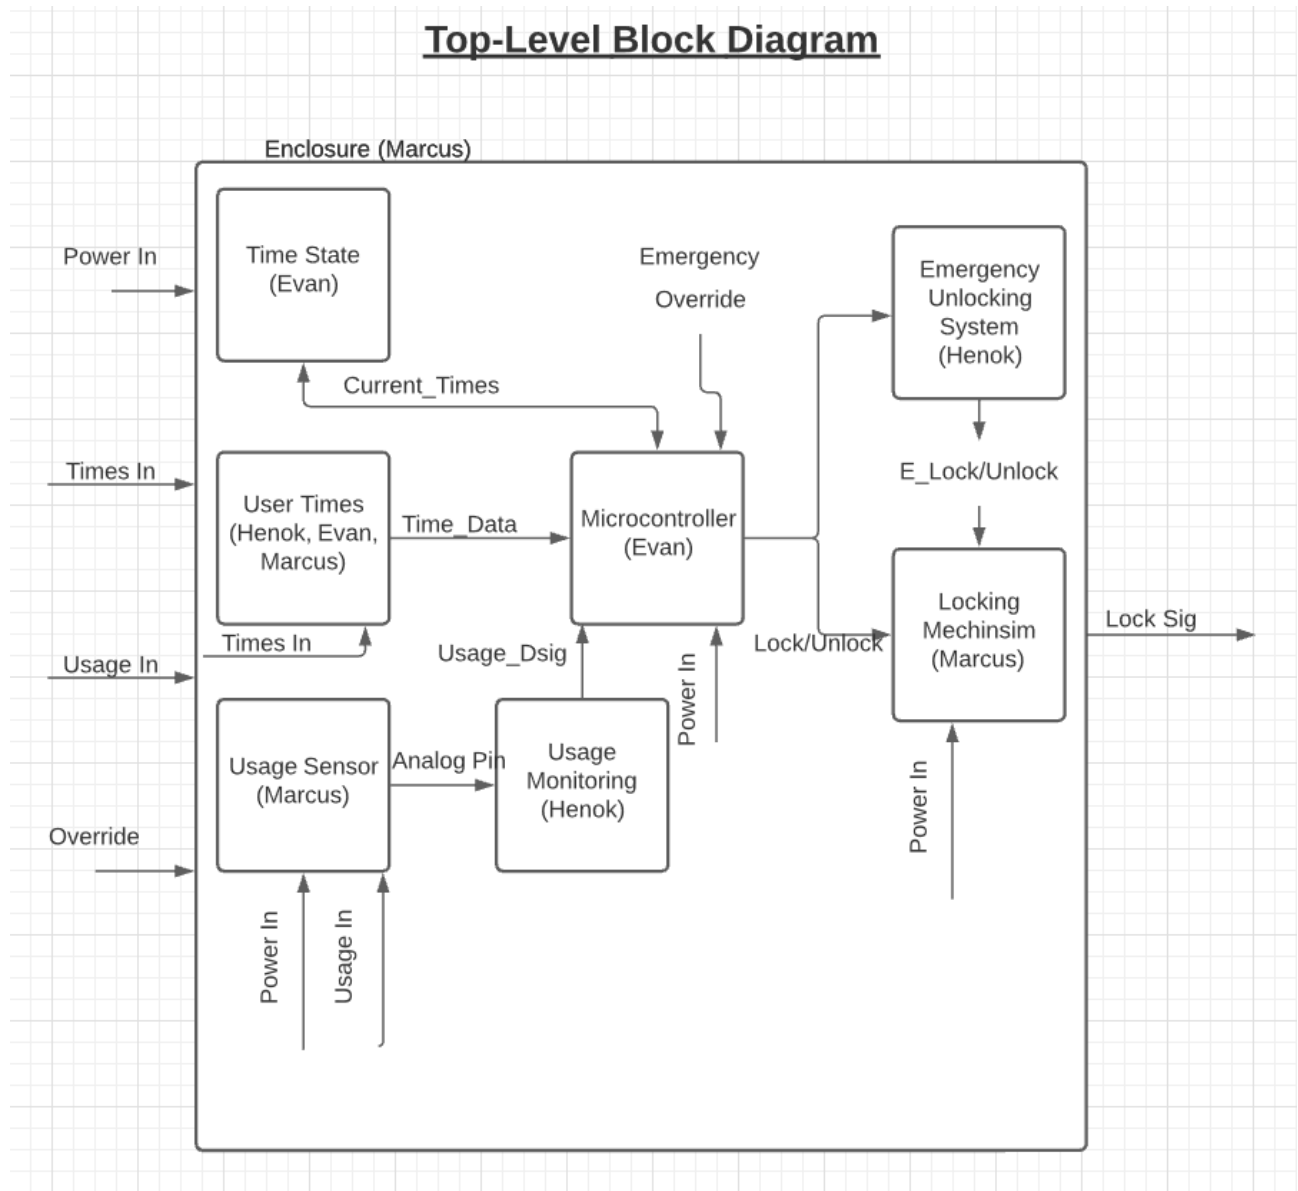 Top-Level Block Diagram
Enclosure (Marcus)
Power In
Time State
(Evan)
Emergency
Override
Emergency
Unlocking
System
(Henok)
Current_Times
Times In
User Times
(Henok, Evan,
Marcus)
Time_Data
Microcontroller
(Evan)
E_Lock/Unlock
Locking
Mechinsim
(Marcus)
Lock Sig
Times In
Usage In
Usage_Dsig
Power In
Lock/Unlock
Usage Sensor
(Marcus)
Analog Pin
Usage
Monitoring
(Henok)
Power In
Override
Power In
Usage In